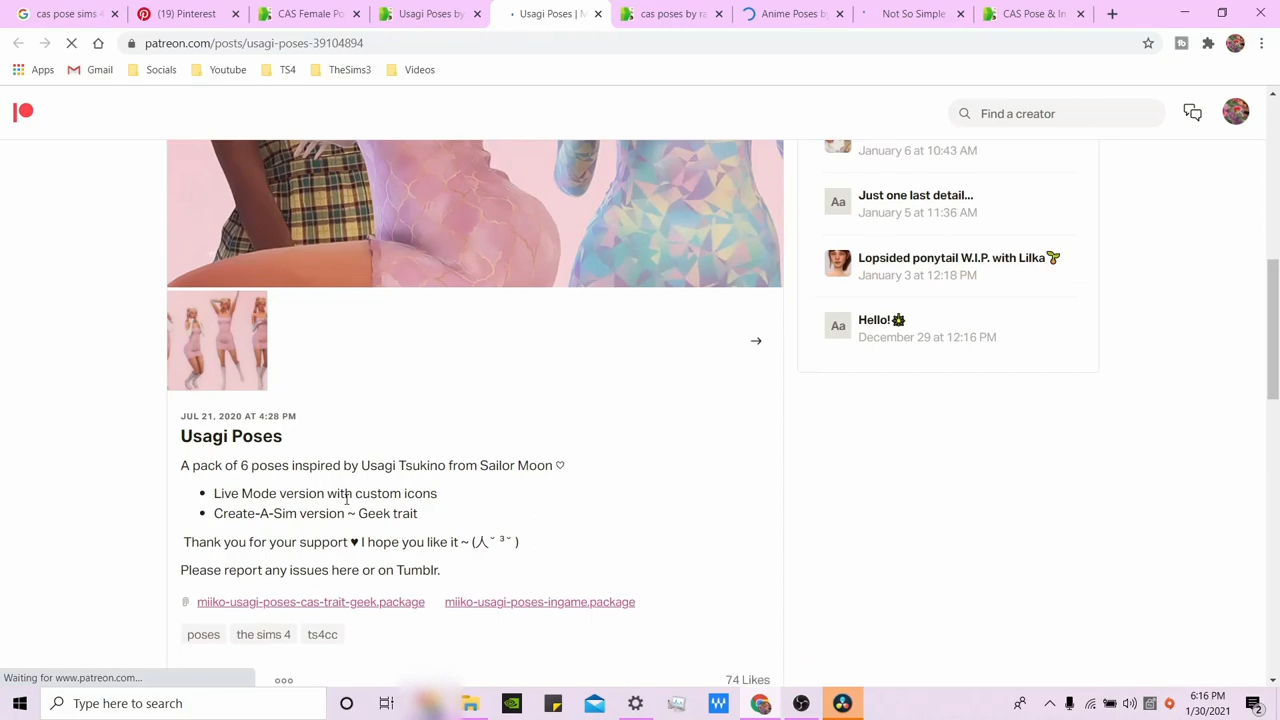 cas poses sims 4
(19) Pinterest
CAS Female Po
Usagi Poses by
Usagi Poses | M
cas poses by ra
Anime Poses by
Not So Simple
CAS Pose & In
patreon.com/posts/usagi-poses-39104894
Apps
Gmail
Socials
Youtube
TS4
TheSims3
Videos
Find a creator
January 6 at 10:43 AM
Aa
Just one last detail...
January 5 at 11:36 AM
Lopsided ponytail W.I.P. with Lilka🌱
January 3 at 12:18 PM
Aa
Hello!🌼
December 29 at 12:16 PM
→
JUL 21, 2020 AT 4:28 PM
Usagi Poses
A pack of 6 poses inspired by Usagi Tsukino from Sailor Moon ♡
• Live Mode version with custom icons
• Create-A-Sim version ~ Geek trait
Thank you for your support ♥ I hope you like it ~ (人˘ ³˘ )
Please report any issues here or on Tumblr.
miiko-usagi-poses-cas-trait-geek.package
miiko-usagi-poses-ingame.package
poses
the sims 4
ts4cc
74 Likes
Waiting for www.patreon.com...
Type here to search
6:16 PM
1/30/2021
2